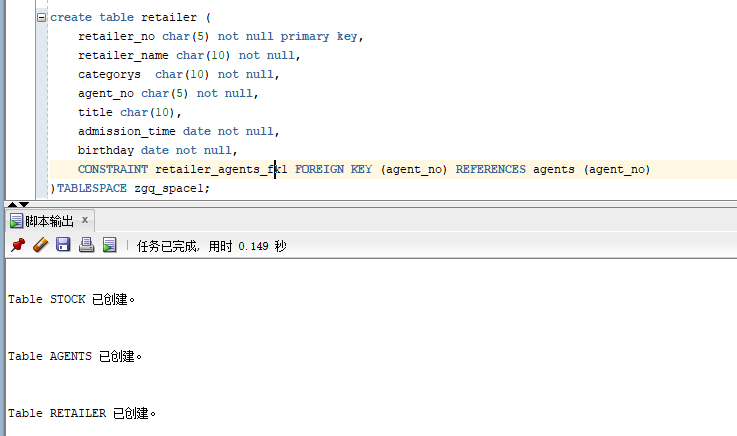 create table retailer (
retailer_no char(5) not null primary key,
retailer_name char(10) not null,
categorys  char(10) not null,
agent_no char(5) not null,
title char(10),
admission_time date not null,
birthday date not null,
CONSTRAINT retailer_agents_fk1 FOREIGN KEY (agent_no) REFERENCES agents (agent_no)
)TABLESPACE zgq_space1;
脚本输出 x
任务已完成, 用时 0.149 秒
Table STOCK 已创建。
Table AGENTS 已创建。
Table RETAILER 已创建。